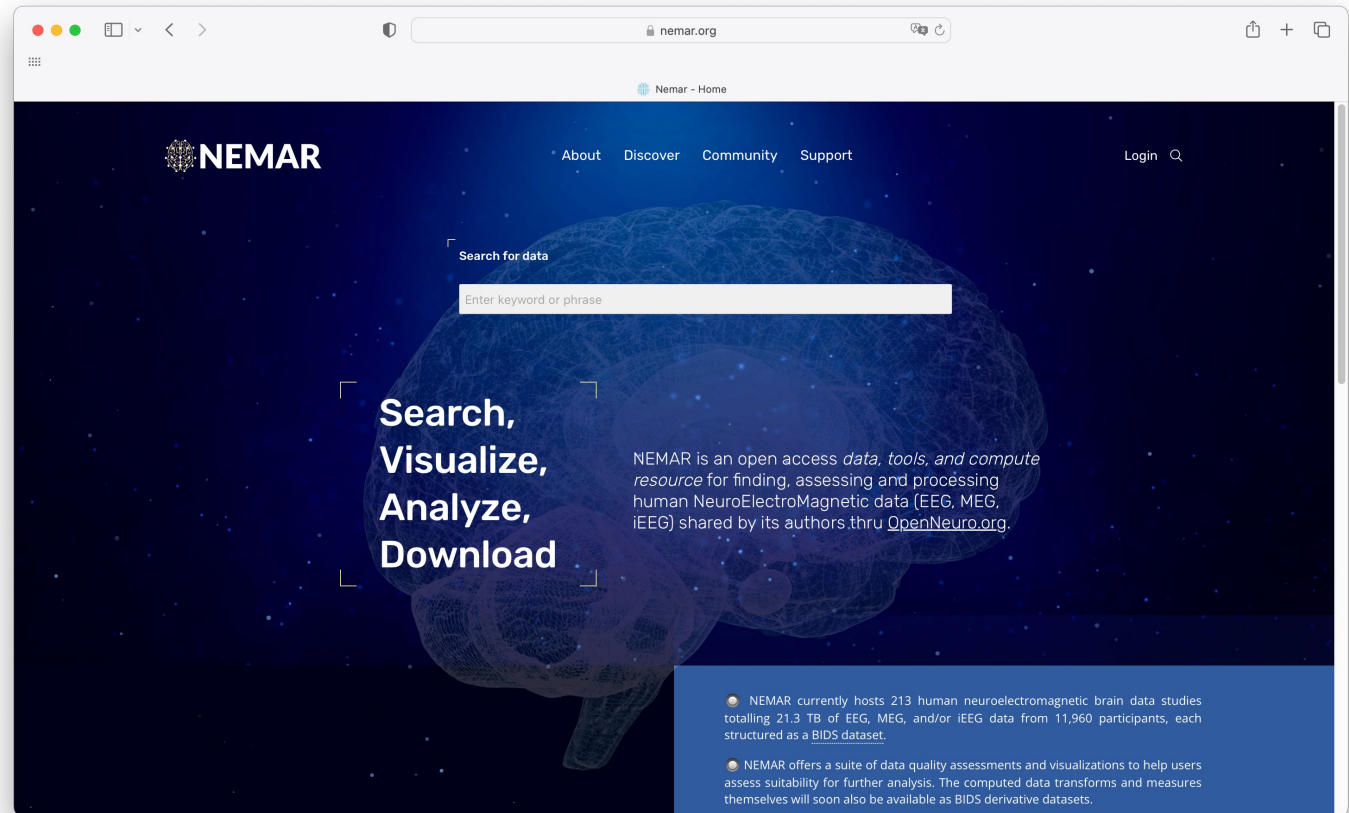 nemar.org
Nemar - Home
NEMAR
About Discover Community Support
Login
Search for data
Enter keyword or phrase
Search,
Visualize,
Analyze,
Download
NEMAR is an open access data, tools, and compute
resource for finding, assessing and processing
human NeuroElectroMagnetic data (EEG, MEG,
iEEG) shared by its authors thru OpenNeuro.org.
NEMAR currently hosts 213 human neuroelectromagnetic brain data studies
totalling 21.3 TB of EEG, MEG, and/or iEEG data from 11,960 participants, each
structured as a BIDS dataset.
NEMAR offers a suite of data quality assessments and visualizations to help users
assess suitability for further analysis. The computed data transforms and measures
themselves will soon also be available as BIDS derivative datasets.